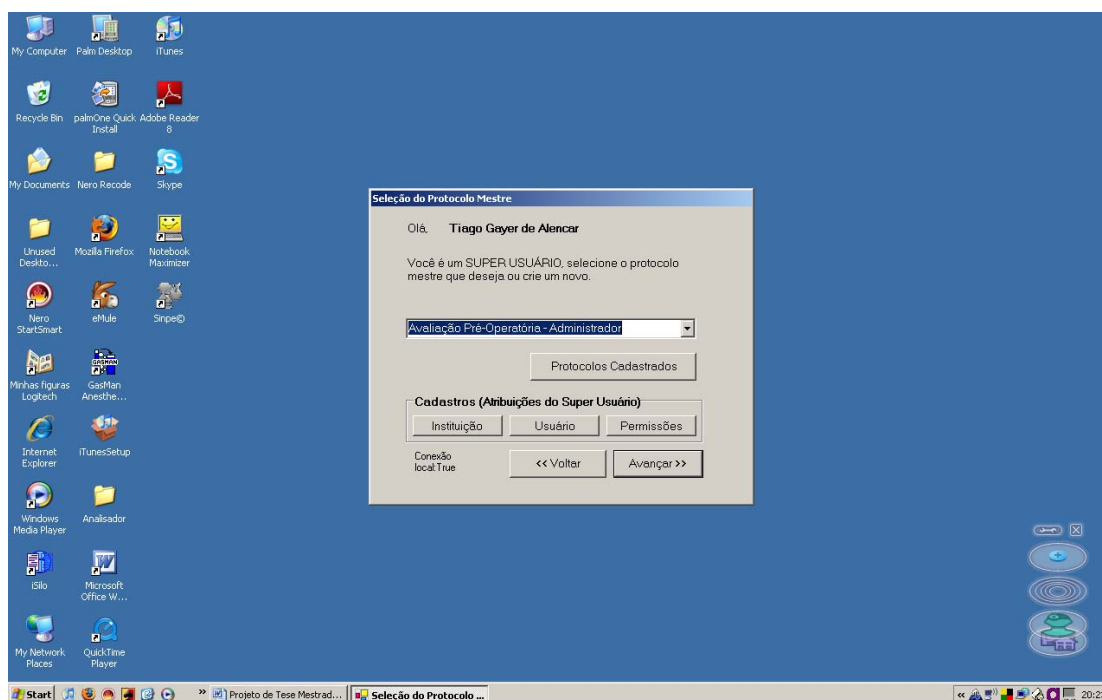 My Computer
Palm Desktop
iTunes
Recycle Bin
palmOne Quick
Install
Adobe Reader
8
My Documents
Nero Recode
Skype
Unused
Deskto...
Mozilla Firefox
Notebook
Maximizer
Nero
StartSmart
eMule
Sinpe©
Minhas figuras
Logitech
GasMan
Anesthe...
Internet
Explorer
iTunesSetup
Windows
Media Player
Analisador
iSilo
Microsoft
Office W...
My Network
Places
QuickTime
Player
Seleção do Protocolo Mestre
Olá, Tiago Gayer de Alencar
Você é um SUPER USUÁRIO, selecione o protocolo
mestre que deseja ou crie um novo.
Avaliação Pré-Operatória - Administrador
Protocolos Cadastrados
Cadastros (Atribuições do Super Usuário)
Instituição Usuário Permissões
Conexão
local:True
<< Voltar Avançar >>
Start » Projeto de Tese Mestrad... Seleção do Protocolo ... «